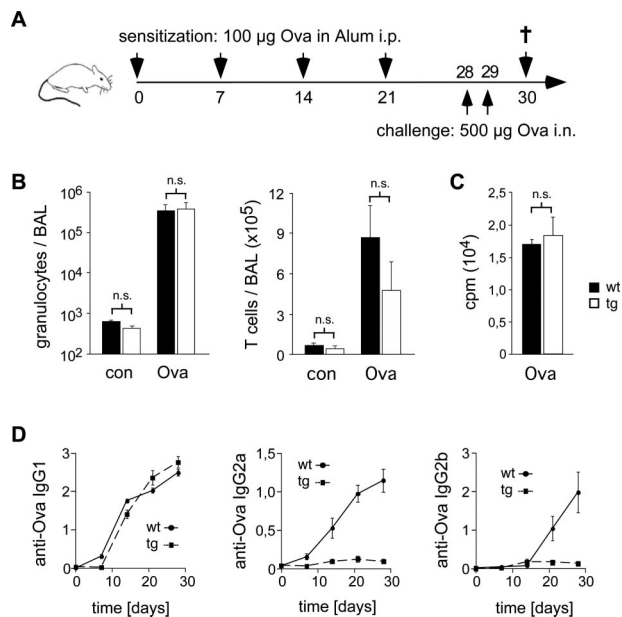 A
sensitization: 100 µg Ova in Alum i.p.
†
28 29
0 7 14 21 30
challenge: 500 µg Ova i.n.
B
granulocytes / BAL
10⁶
10⁵
10⁴
10³
10²
n.s.
n.s.
con Ova
T cells / BAL (x10⁵)
12
9
6
3
0
n.s.
n.s.
con Ova
C
cpm (10⁴)
2,5
2,0
1,5
1,0
0,5
0
n.s.
Ova
wt
tg
D
anti-Ova IgG1
3
2
1
0
wt
tg
0 10 20 30
time [days]
anti-Ova IgG2a
1,5
1,0
0,5
0
wt
tg
0 10 20 30
time [days]
anti-Ova IgG2b
3
2
1
0
wt
tg
0 10 20 30
time [days]